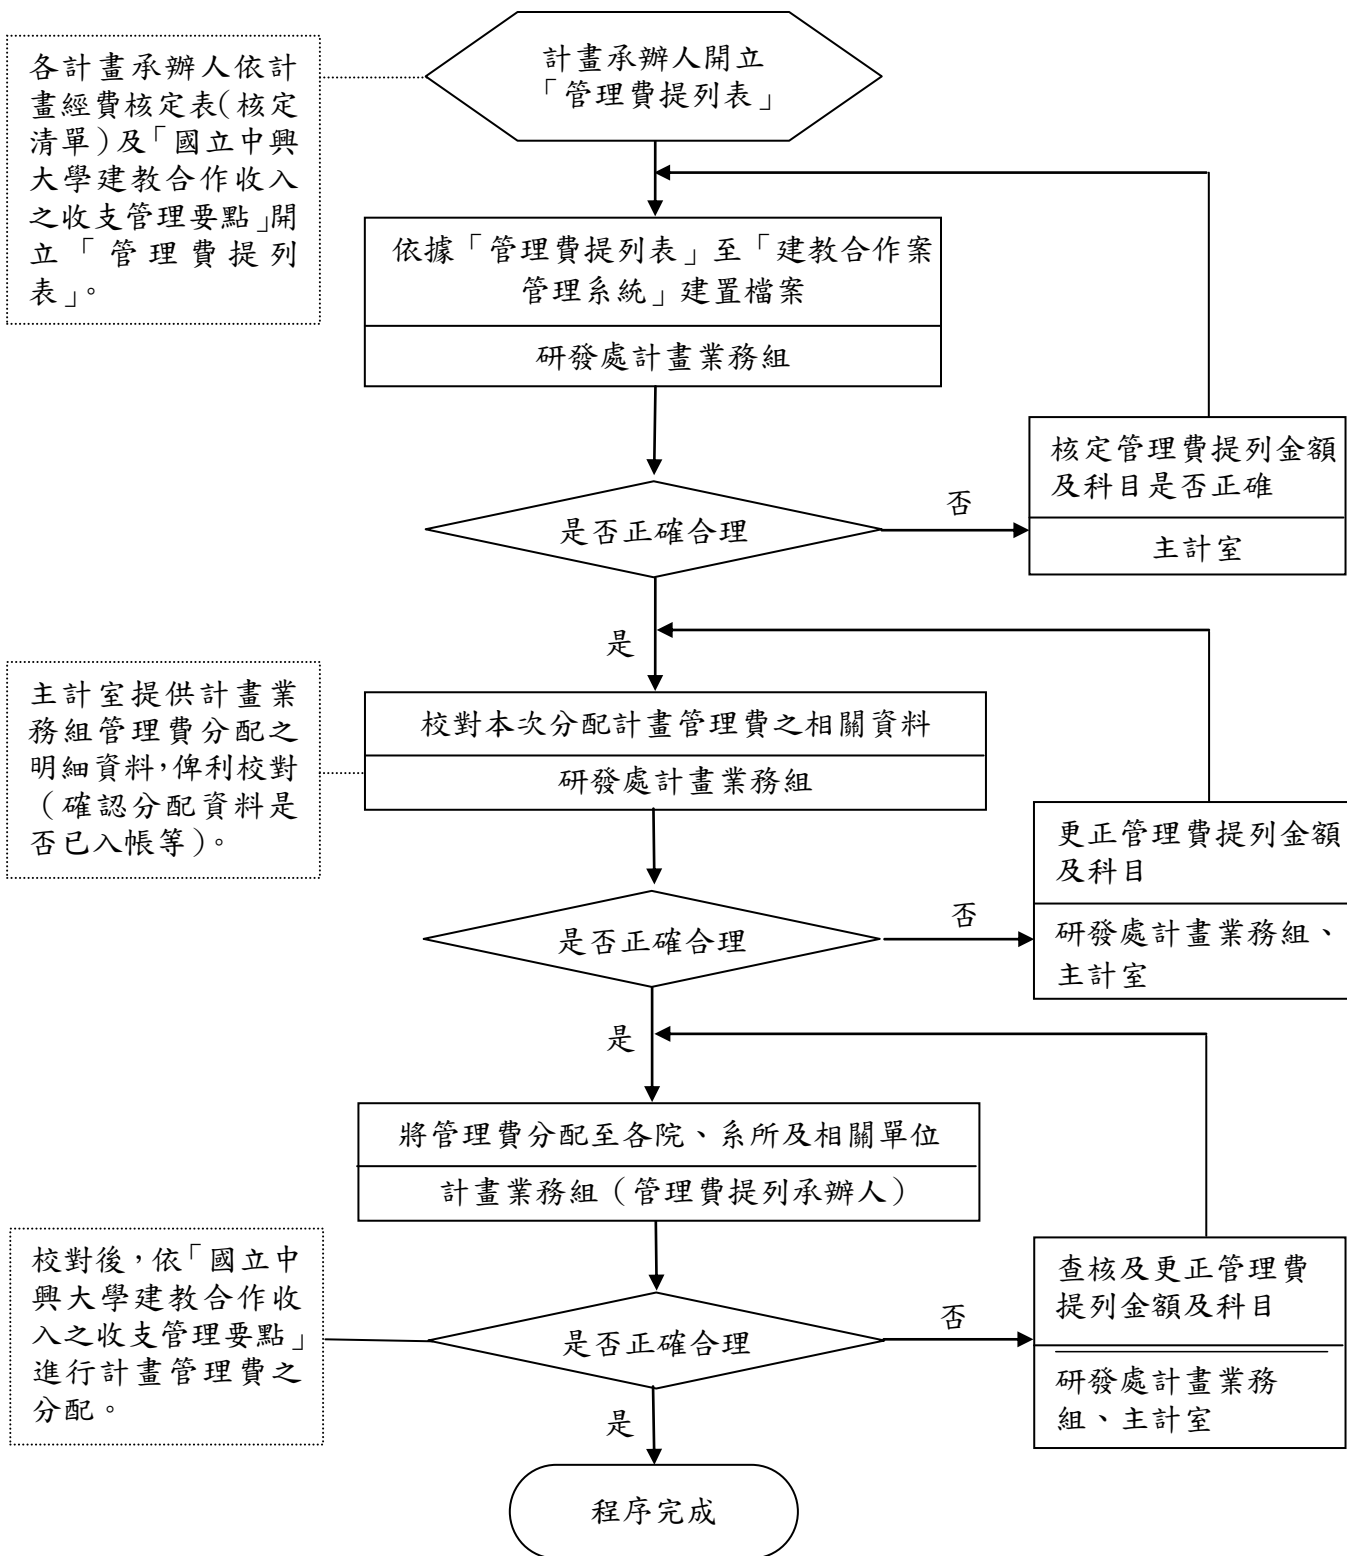 計畫承辦人開立
「管理費提列表」
各計畫承辦人依計
畫經費核定表(核定
清單)及「國立中興
大學建教合作收入
之收支管理要點」開
立「管理費提列
表」。
依據「管理費提列表」至「建教合作案
管理系統」建置檔案
研發處計畫業務組
是否正確合理
否
核定管理費提列金額
及科目是否正確
主計室
是
主計室提供計畫業
務組管理費分配之
明細資料,俾利校對
(確認分配資料是
否已入帳等)。
校對本次分配計畫管理費之相關資料
研發處計畫業務組
是否正確合理
否
更正管理費提列金額
及科目
研發處計畫業務組、
主計室
是
將管理費分配至各院、系所及相關單位
計畫業務組(管理費提列承辦人)
校對後,依「國立中
興大學建教合作收
入之收支管理要點」
進行計畫管理費之
分配。
是否正確合理
否
查核及更正管理費
提列金額及科目
研發處計畫業務
組、主計室
是
程序完成